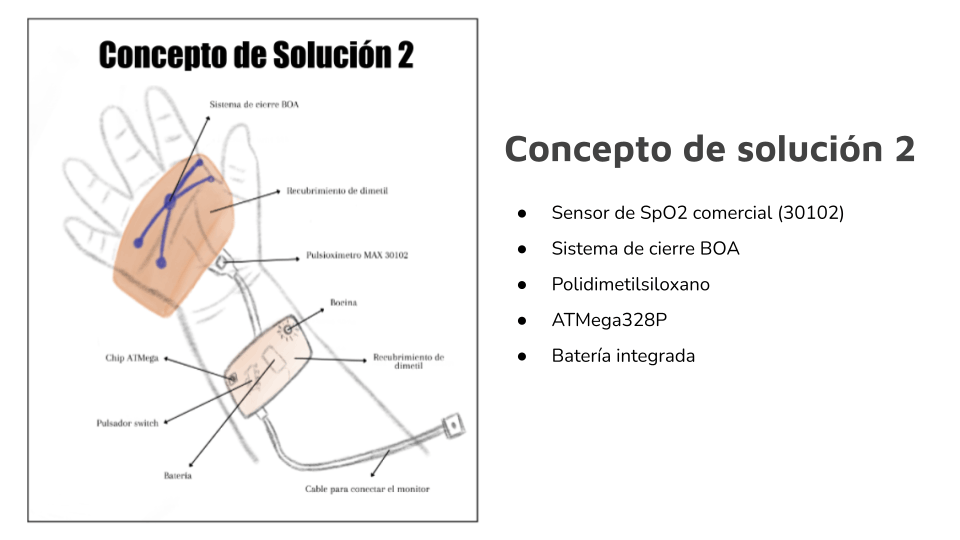 Concepto de Solución 2
Sistema de cierre BOA
Recubrimiento de dimetil
Pulsioximetro MAX 30102
Bocina
Chip ATMega
Recubrimiento de
dimetil
Pulsador switch
Batería
Cable para conectar el monitor
Concepto de solución 2
● Sensor de SpO2 comercial (30102)
● Sistema de cierre BOA
● Polidimetilsiloxano
● ATMega328P
● Batería integrada